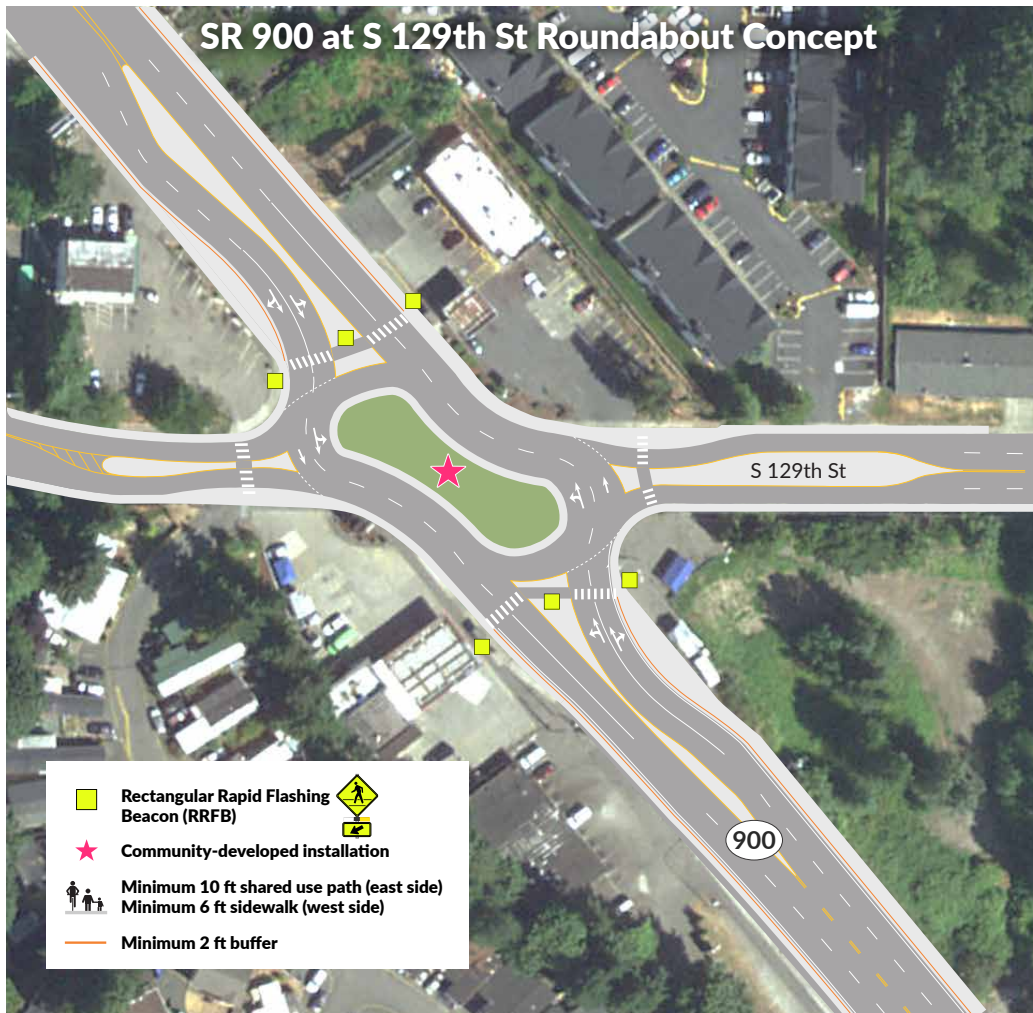 SR 900 at S 129th St Roundabout Concept
S 129th St
900
Rectangular Rapid Flashing
Beacon (RRFB)
Community-developed installation
Minimum 10 ft shared use path (east side)
Minimum 6 ft sidewalk (west side)
Minimum 2 ft buffer